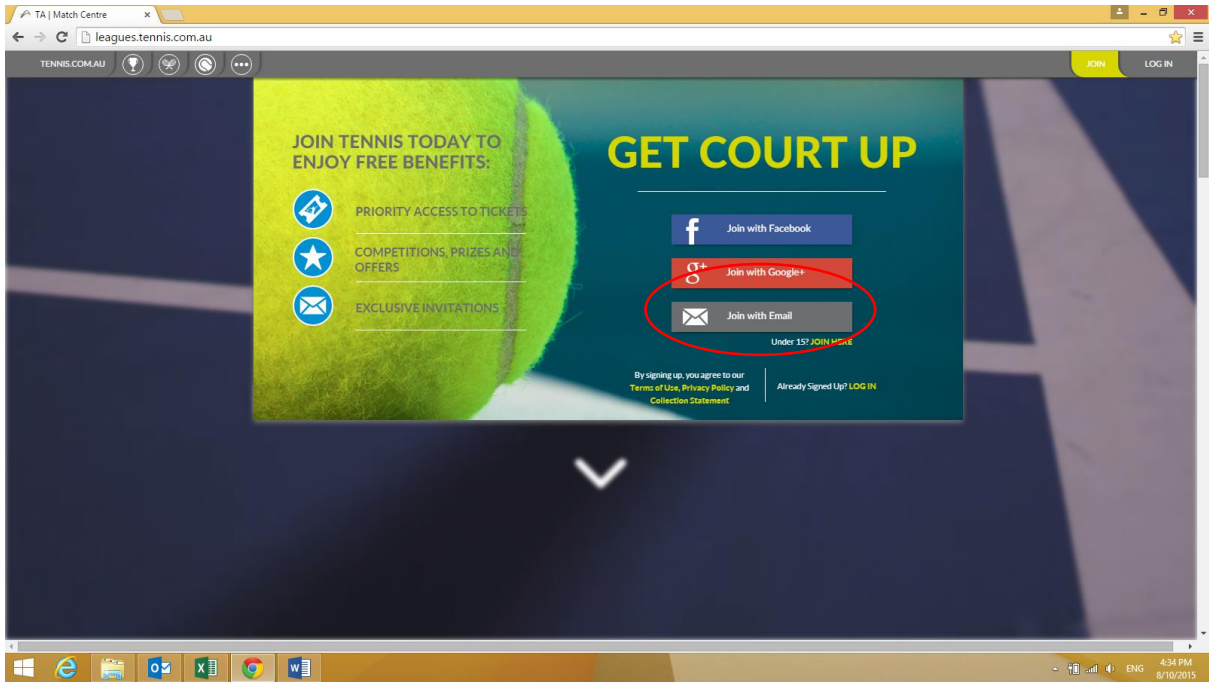 TA | Match Centre
leagues.tennis.com.au
TENNIS.COM.AU
JOIN
LOG IN
JOIN TENNIS TODAY TO
ENJOY FREE BENEFITS:
PRIORITY ACCESS TO TICKETS
COMPETITIONS, PRIZES AND
OFFERS
EXCLUSIVE INVITATIONS
GET COURT UP
Join with Facebook
Join with Google+
Join with Email
Under 15? JOIN HERE
By signing up, you agree to our
Terms of Use, Privacy Policy and
Collection Statement
Already Signed Up? LOG IN
ENG
4:34 PM
8/10/2015